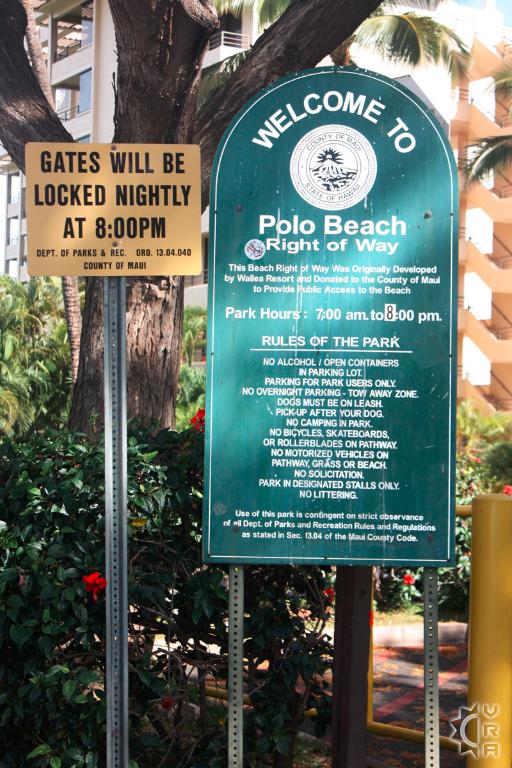 GATES WILL BE
LOCKED NIGHTLY
AT 8:00PM
DEPT. OF PARKS & REC. ORD. 13.04.040
COUNTY OF MAUI
WELCOME TO
COUNTY OF MAUI
STATE OF HAWAII
Polo Beach
Right of Way
This Beach Right of Way Was Originally Developed
by Wailea Resort and Donated to the County of Maui
to Provide Public Access to the Beach
Park Hours: 7:00 am. to 8:00 pm.
RULES OF THE PARK
NO ALCOHOL / OPEN CONTAINERS
IN PARKING LOT.
PARKING FOR PARK USERS ONLY.
NO OVERNIGHT PARKING - TOW AWAY ZONE.
DOGS MUST BE ON LEASH.
PICK-UP AFTER YOUR DOG.
NO CAMPING IN PARK.
NO BICYCLES, SKATEBOARDS,
OR ROLLERBLADES ON PATHWAY.
NO MOTORIZED VEHICLES ON
PATHWAY, GRASS OR BEACH.
NO SOLICITATION.
PARK IN DESIGNATED STALLS ONLY.
NO LITTERING.
Use of this park is contingent on strict observance
of all Dept. of Parks and Recreation Rules and Regulations
as stated in Sec. 13.04 of the Maui County Code.
VRA